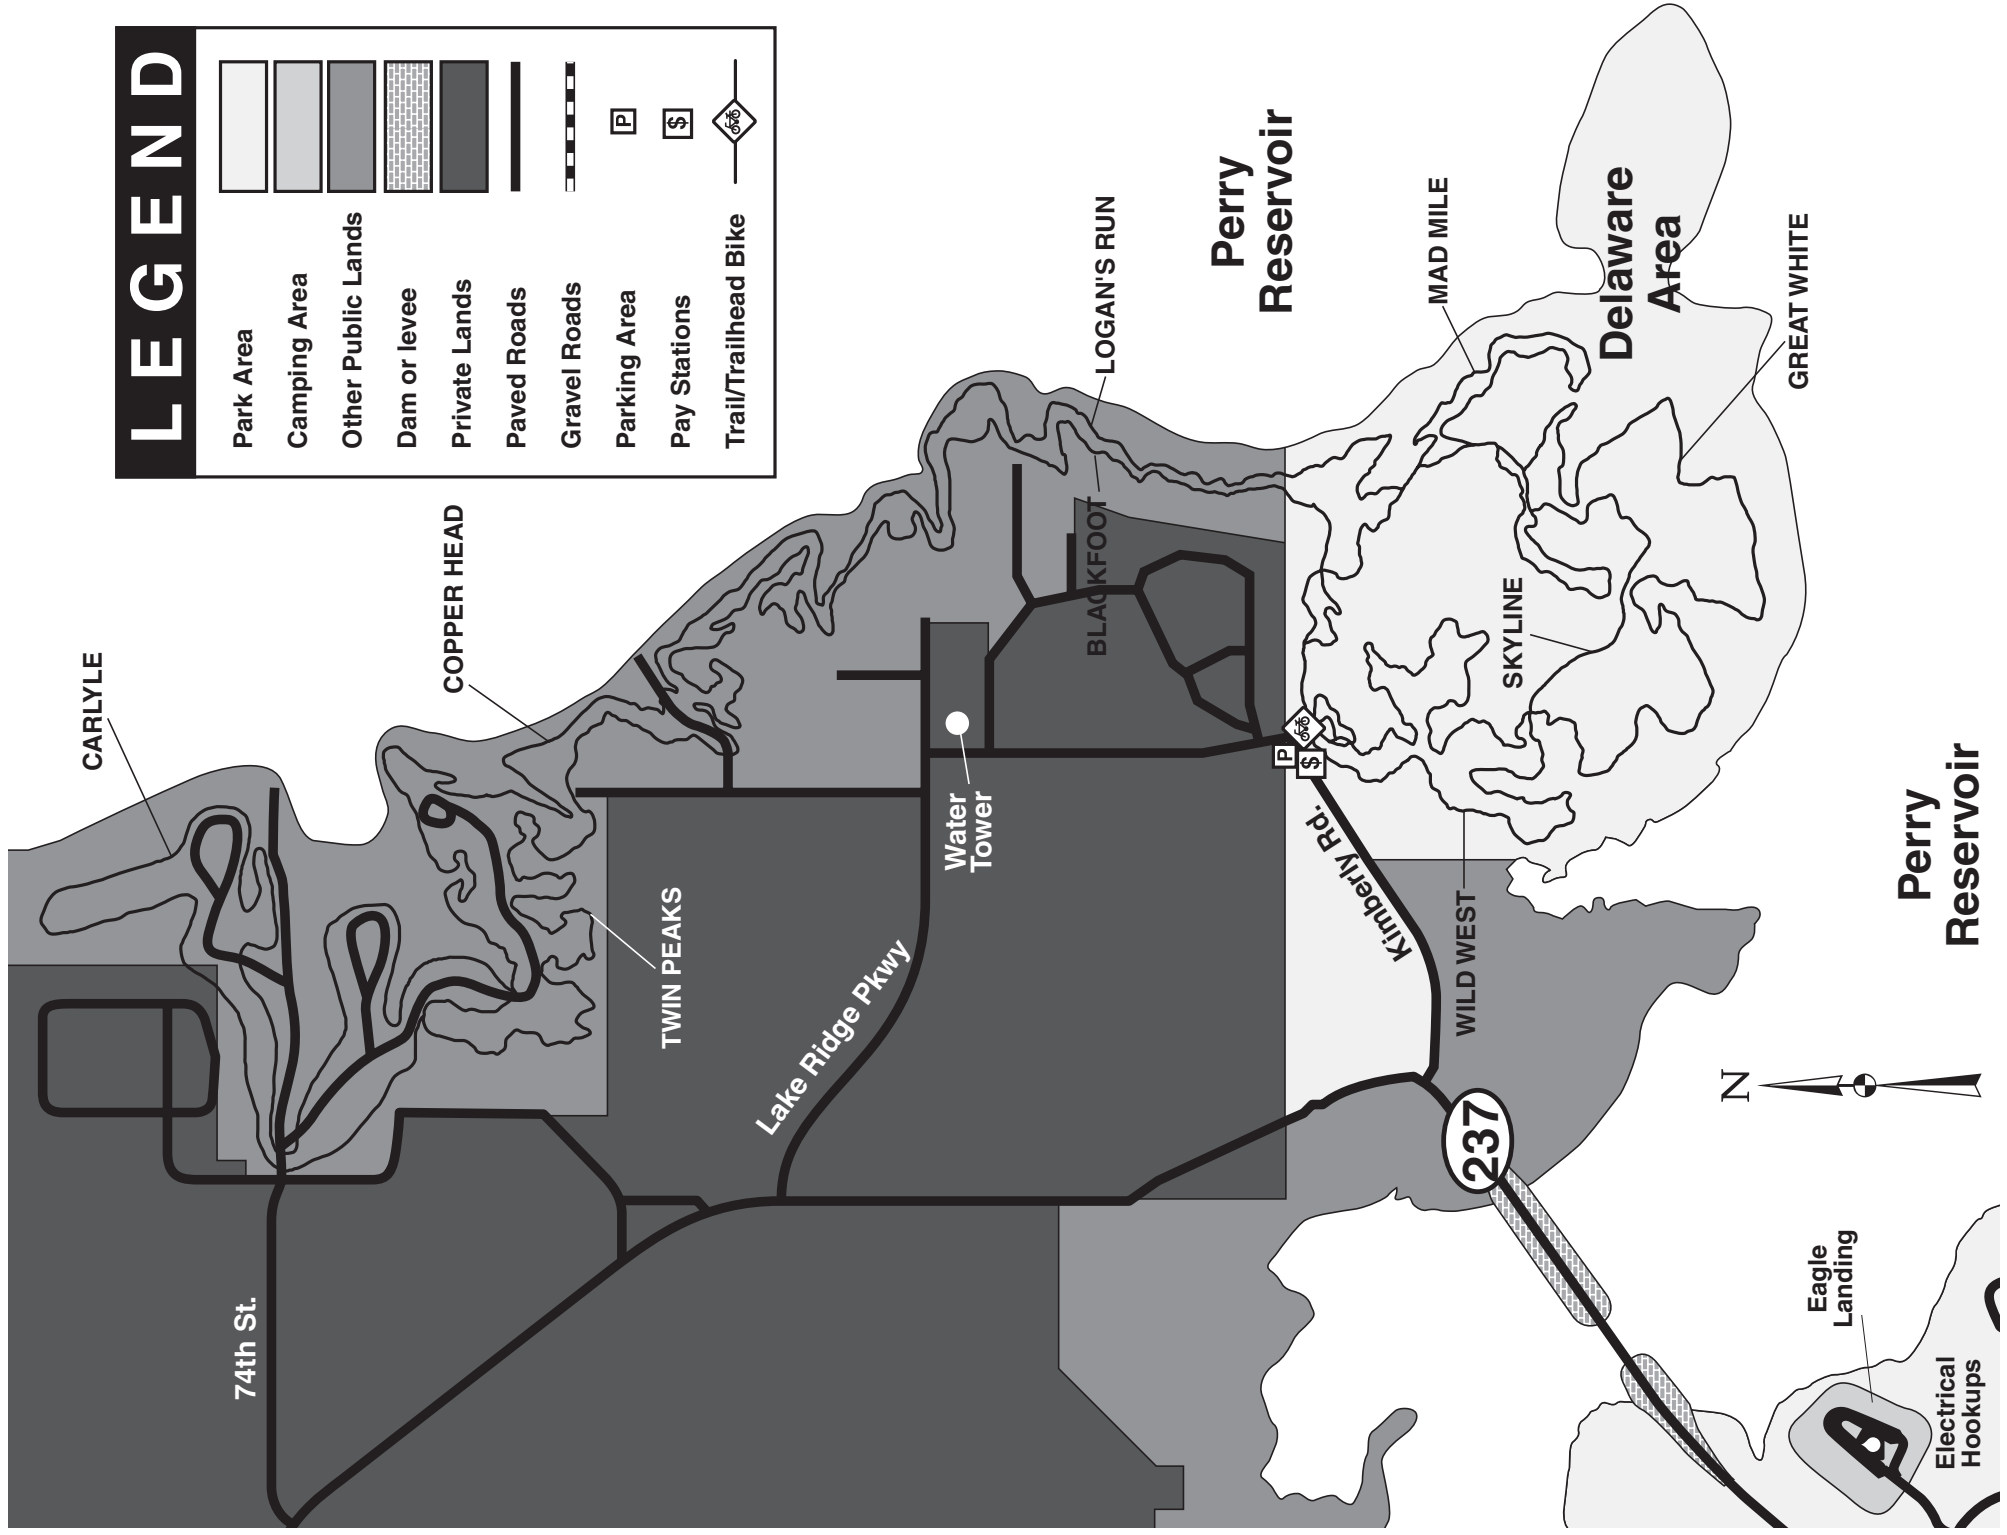 LEGEND
Park Area
Camping Area
Other Public Lands
Dam or levee
Private Lands
Paved Roads
Gravel Roads
Parking Area
P
Pay Stations
$
Trail/Trailhead Bike
CARLYLE
COPPER HEAD
TWIN PEAKS
74th St.
Lake Ridge Pkwy
Water
Tower
BLACKFOOT
LOGAN'S RUN
Perry
Reservoir
MAD MILE
Delaware
Area
GREAT WHITE
SKYLINE
P
$
Kimberly Rd.
WILD WEST
237
N
Perry
Reservoir
Eagle
Landing
Electrical
Hookups